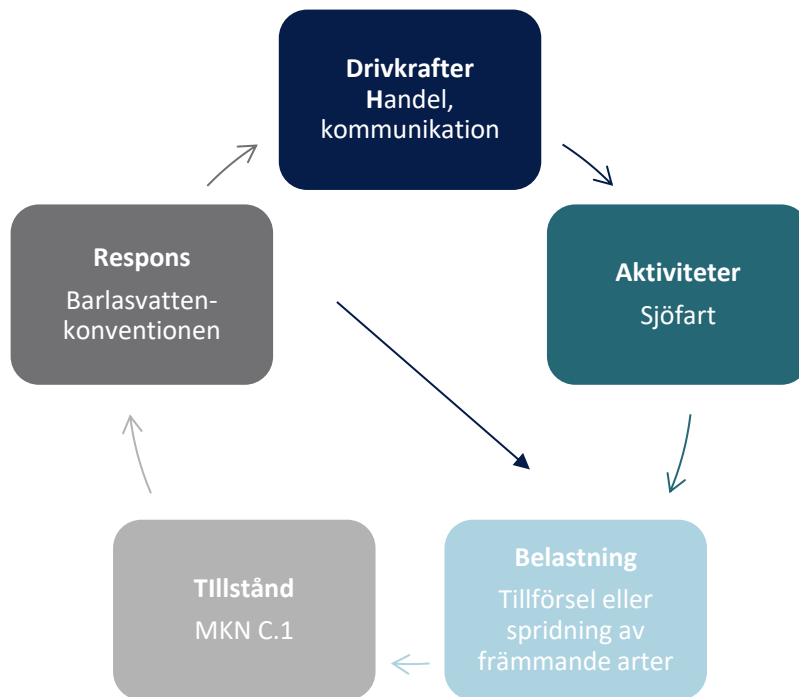 Drivkrafter
Handel,
kommunikation
Aktiviteter
Sjöfart
Belastning
Tillförsel eller
spridning av
främmande arter
TIllstånd
MKN C.1
Respons
Barlasvatten-
konventionen